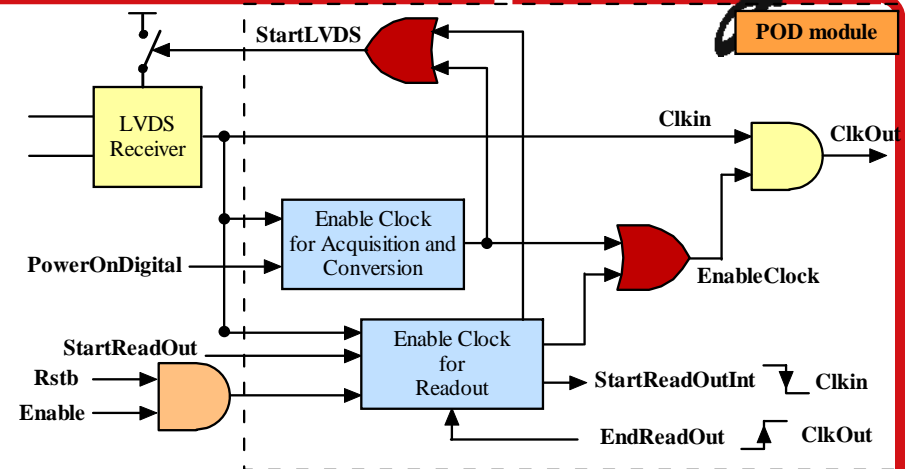 POD module
StartLVDS
LVDS
Receiver
Clkin
ClkOut
Enable Clock
for Acquisition and
Conversion
PowerOnDigital
EnableClock
StartReadOut
Enable Clock
for
Readout
Rstb
Enable
StartReadOutInt
Clkin
EndReadOut
ClkOut